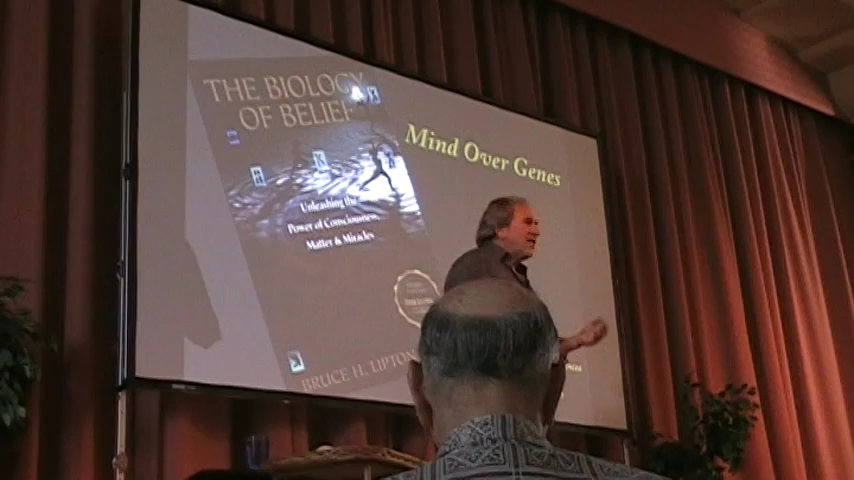 THE BIOLOGY
OF BELIEF
Unleashing the
Power of Consciousness,
Matter & Miracles
BRUCE H. LIPTON
Mind Over Genes